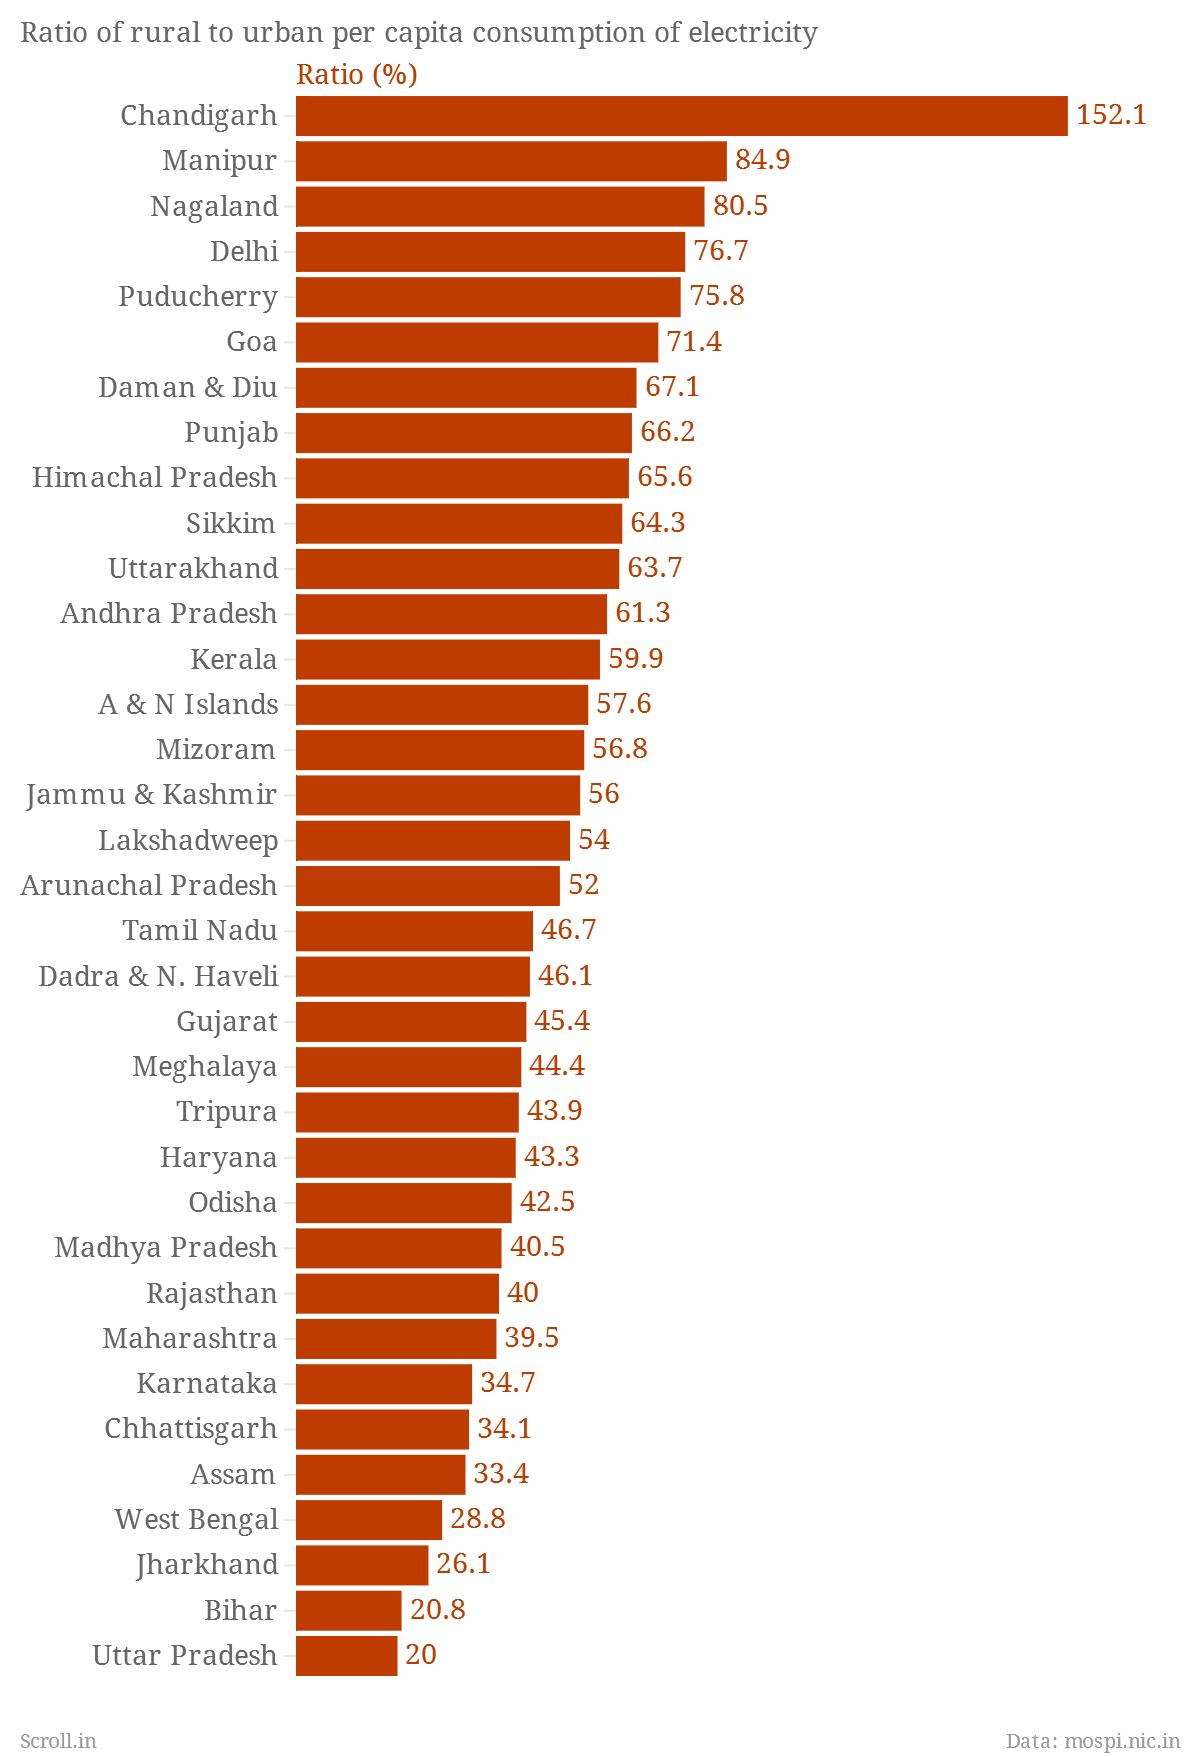 Ratio of rural to urban per capita consumption of electricity
Ratio (%)
Chandigarh 152.1
Manipur 84.9
Nagaland 80.5
Delhi 76.7
Puducherry 75.8
Goa 71.4
Daman & Diu 67.1
Punjab 66.2
Himachal Pradesh 65.6
Sikkim 64.3
Uttarakhand 63.7
Andhra Pradesh 61.3
Kerala 59.9
A & N Islands 57.6
Mizoram 56.8
Jammu & Kashmir 56
Lakshadweep 54
Arunachal Pradesh 52
Tamil Nadu 46.7
Dadra & N. Haveli 46.1
Gujarat 45.4
Meghalaya 44.4
Tripura 43.9
Haryana 43.3
Odisha 42.5
Madhya Pradesh 40.5
Rajasthan 40
Maharashtra 39.5
Karnataka 34.7
Chhattisgarh 34.1
Assam 33.4
West Bengal 28.8
Jharkhand 26.1
Bihar 20.8
Uttar Pradesh 20
Scroll.in Data: mospi.nic.in